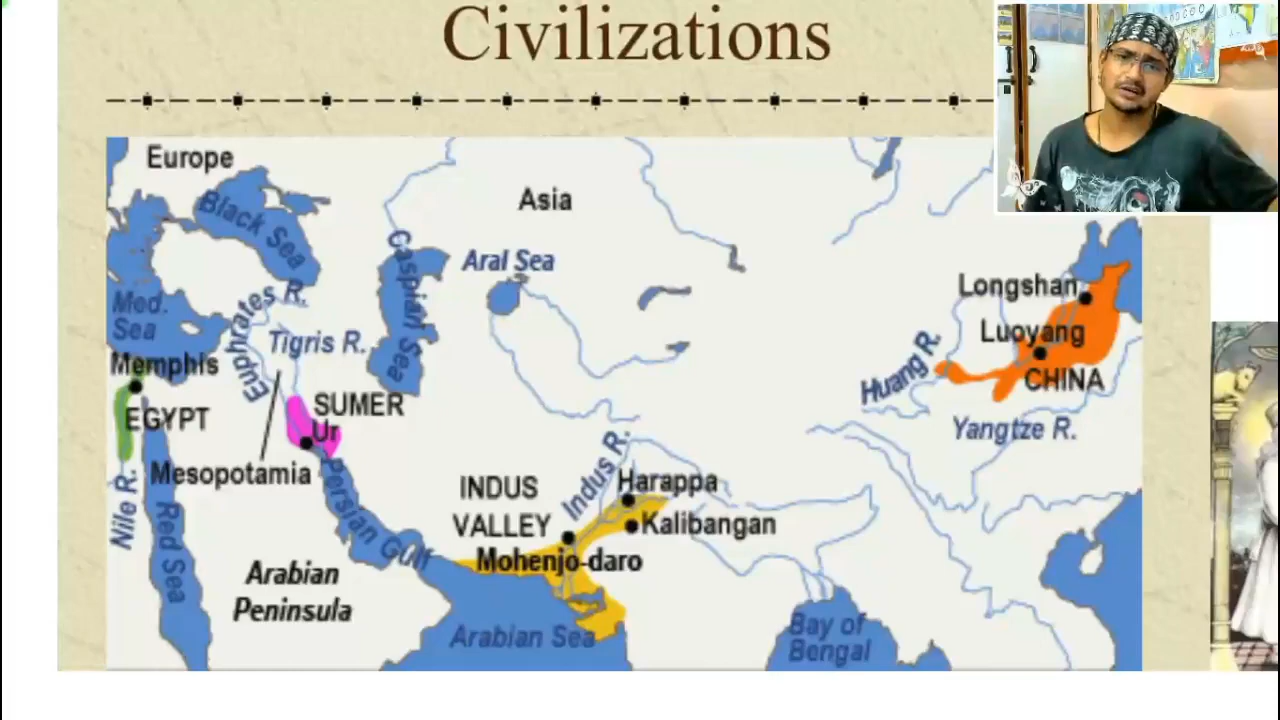 Civilizations
Europe
Black Sea
Asia
Caspian Sea
Aral Sea
Med.
Sea
Euphrates R.
Tigris R.
Memphis
EGYPT
SUMER
Ur
Mesopotamia
Nile R.
Red Sea
Persian Gulf
Arabian
Peninsula
INDUS
VALLEY
Indus R.
Harappa
Kalibangan
Mohenjo-daro
Arabian Sea
Bay of
Bengal
Longshan
Luoyang
Huang R.
CHINA
Yangtze R.